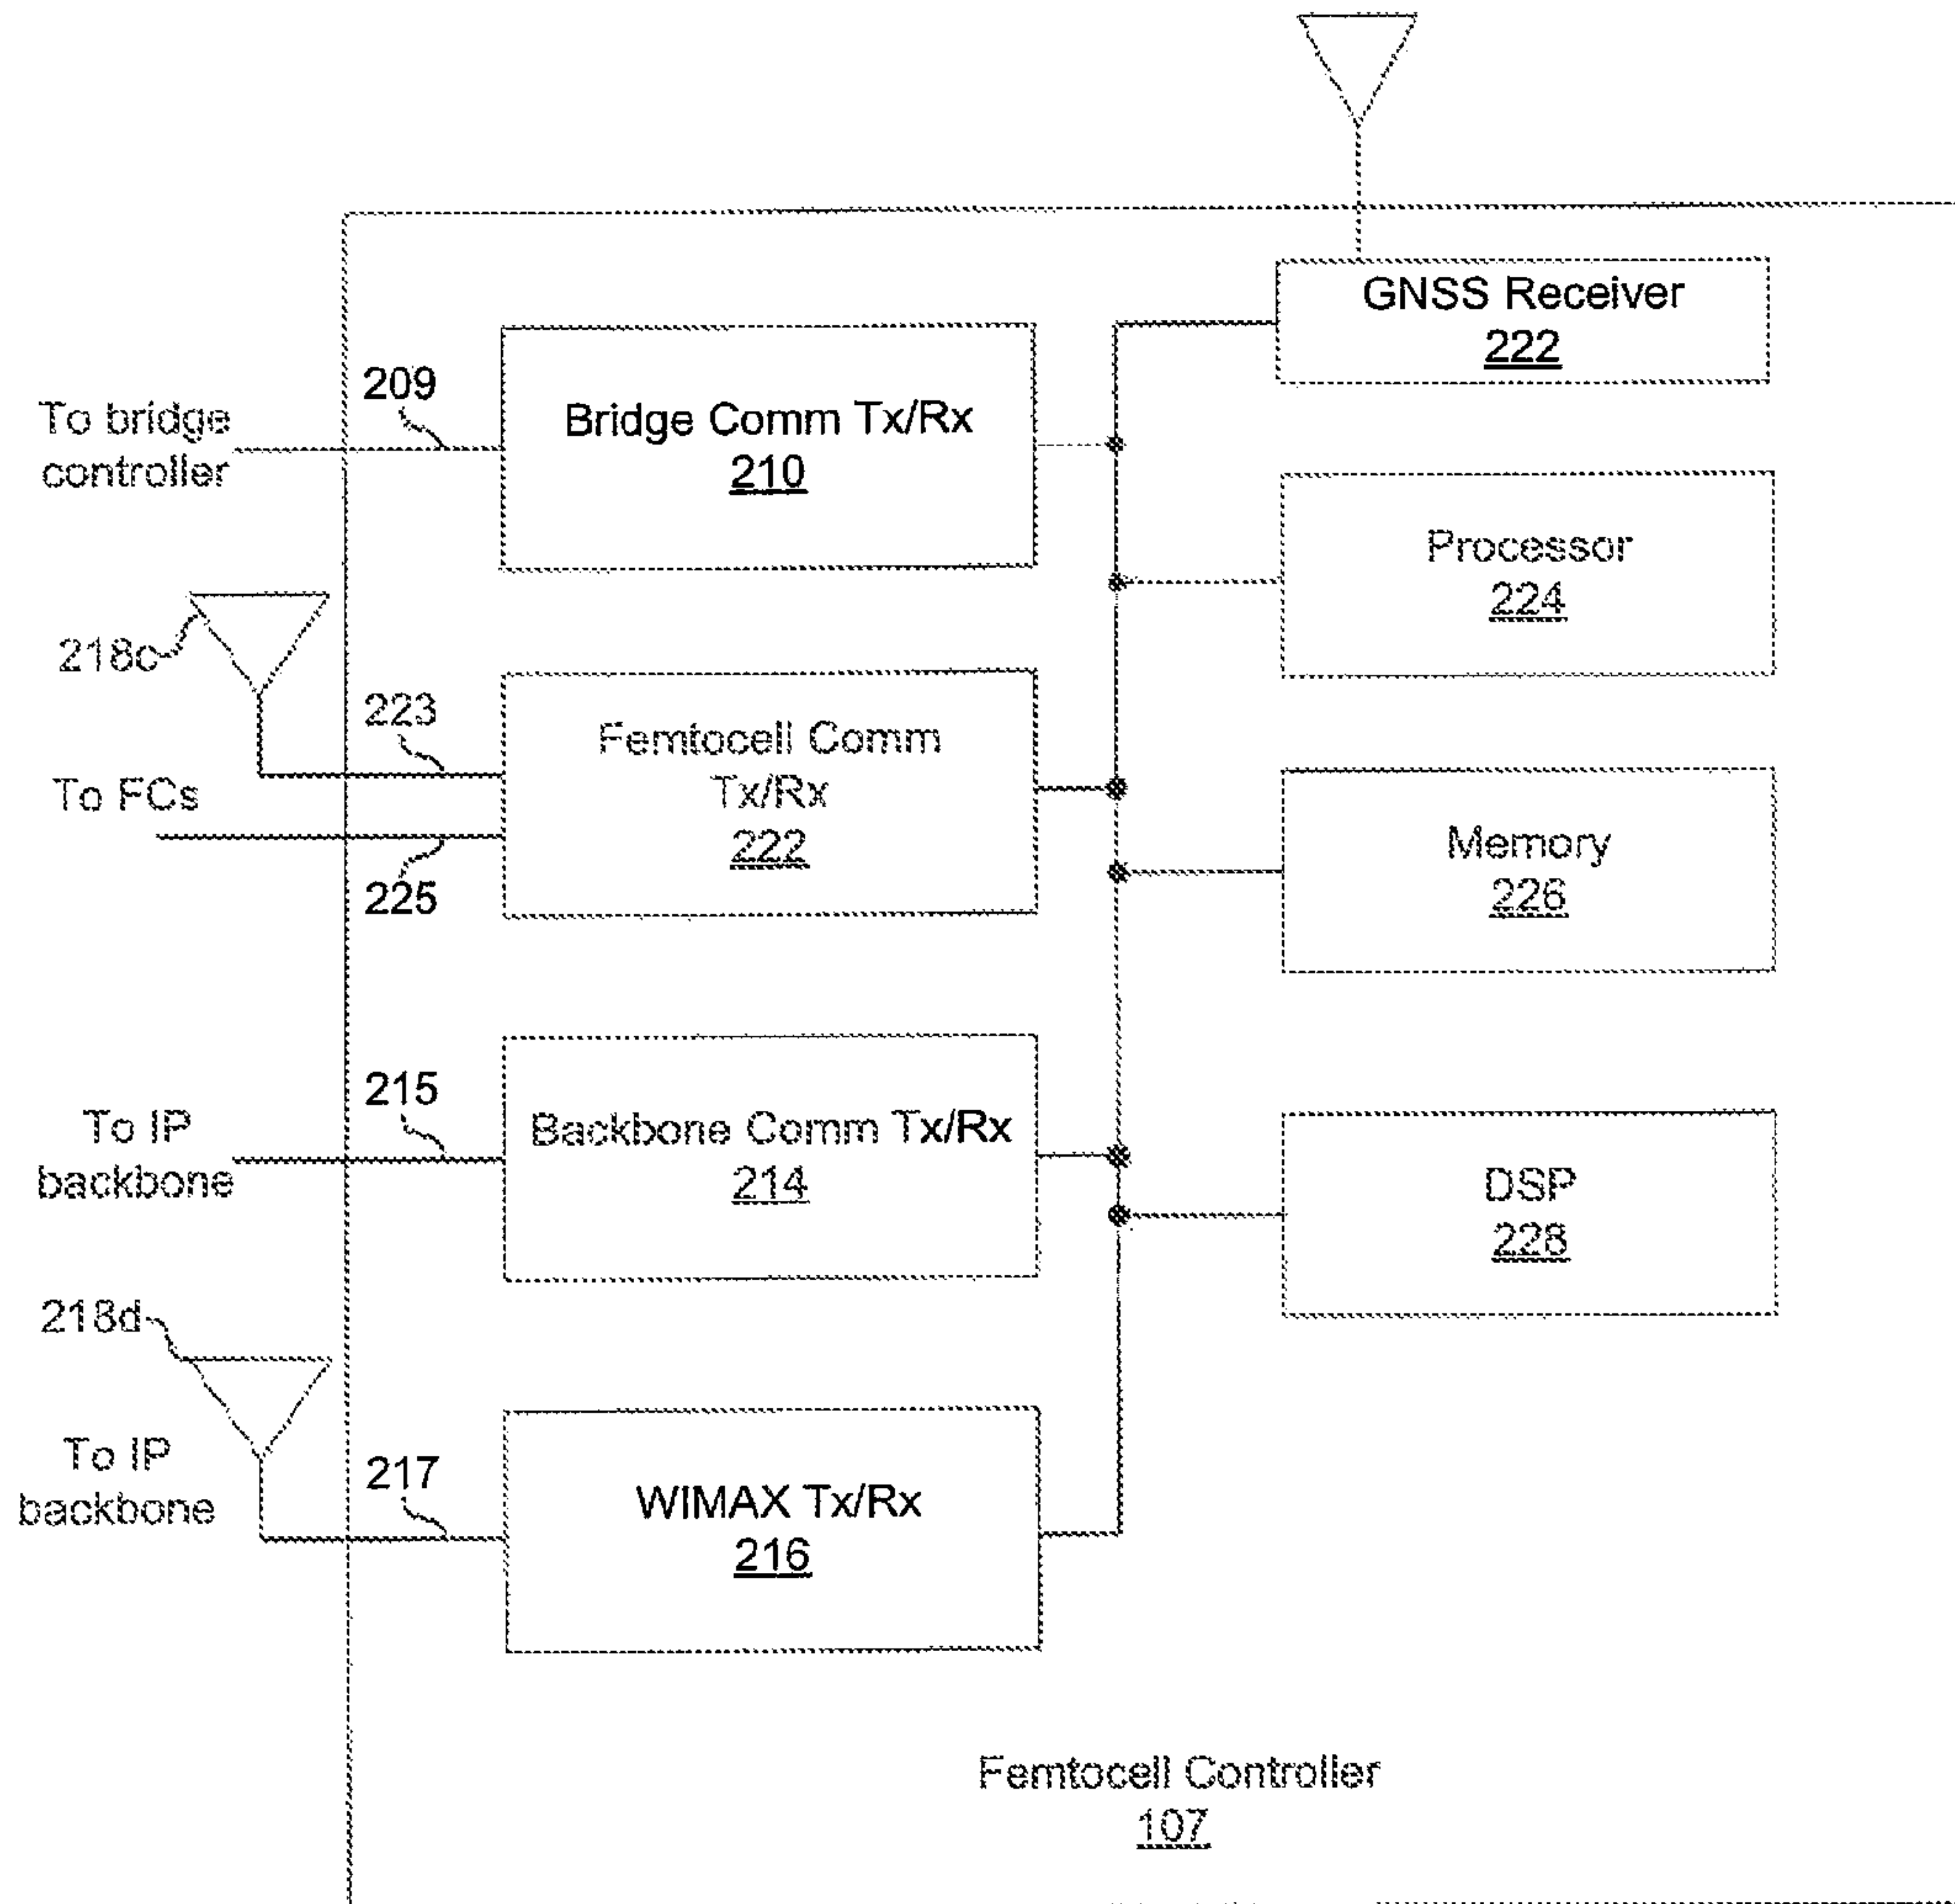 GNSS Receiver
222
209
To bridge
controller
Bridge Comm Tx/Rx
210
Processor
224
218c
223
To FCs
225
Femtocell Comm
Tx/Rx
222
Memory
226
215
To IP
backbone
Backbone Comm Tx/Rx
214
DSP
228
218d
To IP
backbone
217
WIMAX Tx/Rx
216
Femtocell Controller
107